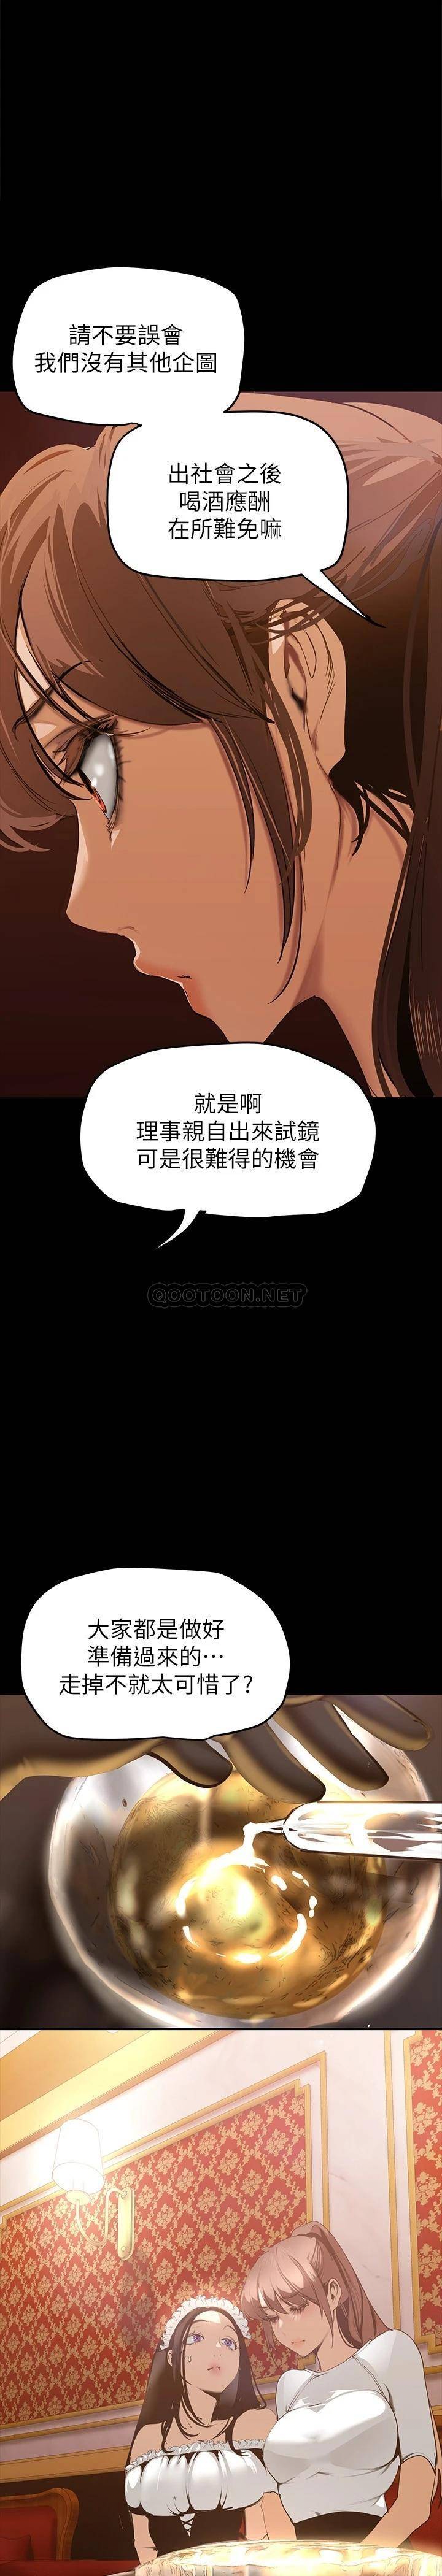 請不要誤會
我們沒有其他企圖
出社會之後
喝酒應酬
在所難免嘛
就是啊
理事親自出來試鏡
可是很難得的機會
QOOTOON.NET
大家都是做好
準備過來的…
走掉不就太可惜了?